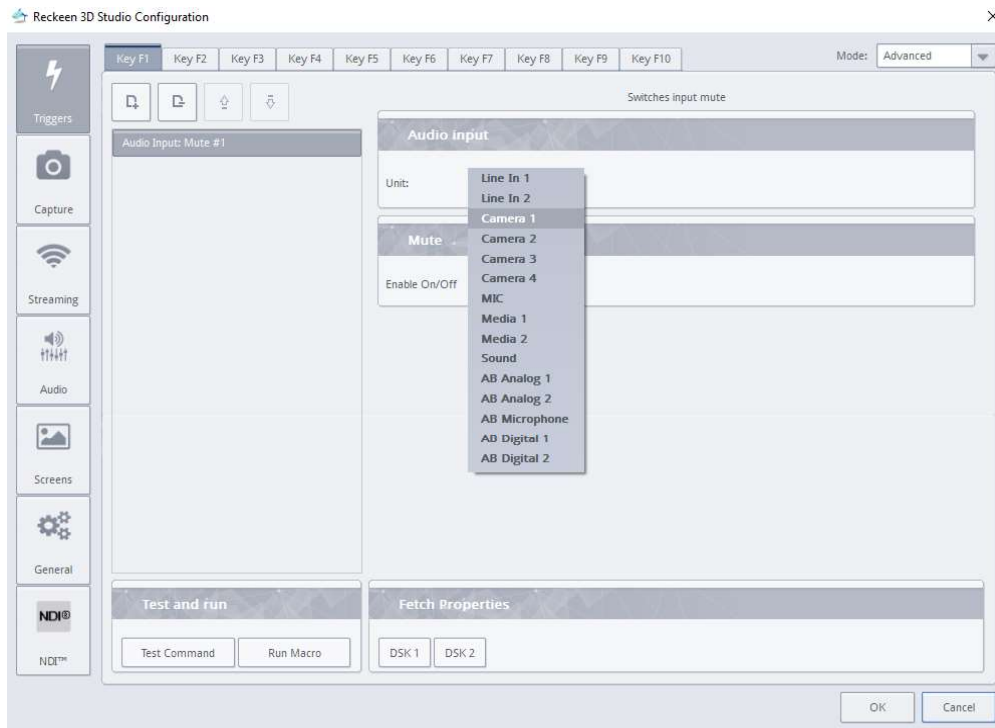 Reckeen 3D Studio Configuration
Key F1 Key F2 Key F3 Key F4 Key F5 Key F6 Key F7 Key F8 Key F9 Key F10
Mode: Advanced
Triggers
Capture
Streaming
Audio
Screens
General
NDI®
NDI™
Switches input mute
Audio Input: Mute #1
Audio input
Unit:
Line In 1
Line In 2
Camera 1
Camera 2
Camera 3
Camera 4
MIC
Media 1
Media 2
Sound
AB Analog 1
AB Analog 2
AB Microphone
AB Digital 1
AB Digital 2
Mute
Enable On/Off
Test and run
Test Command Run Macro
Fetch Properties
DSK 1 DSK 2
OK Cancel